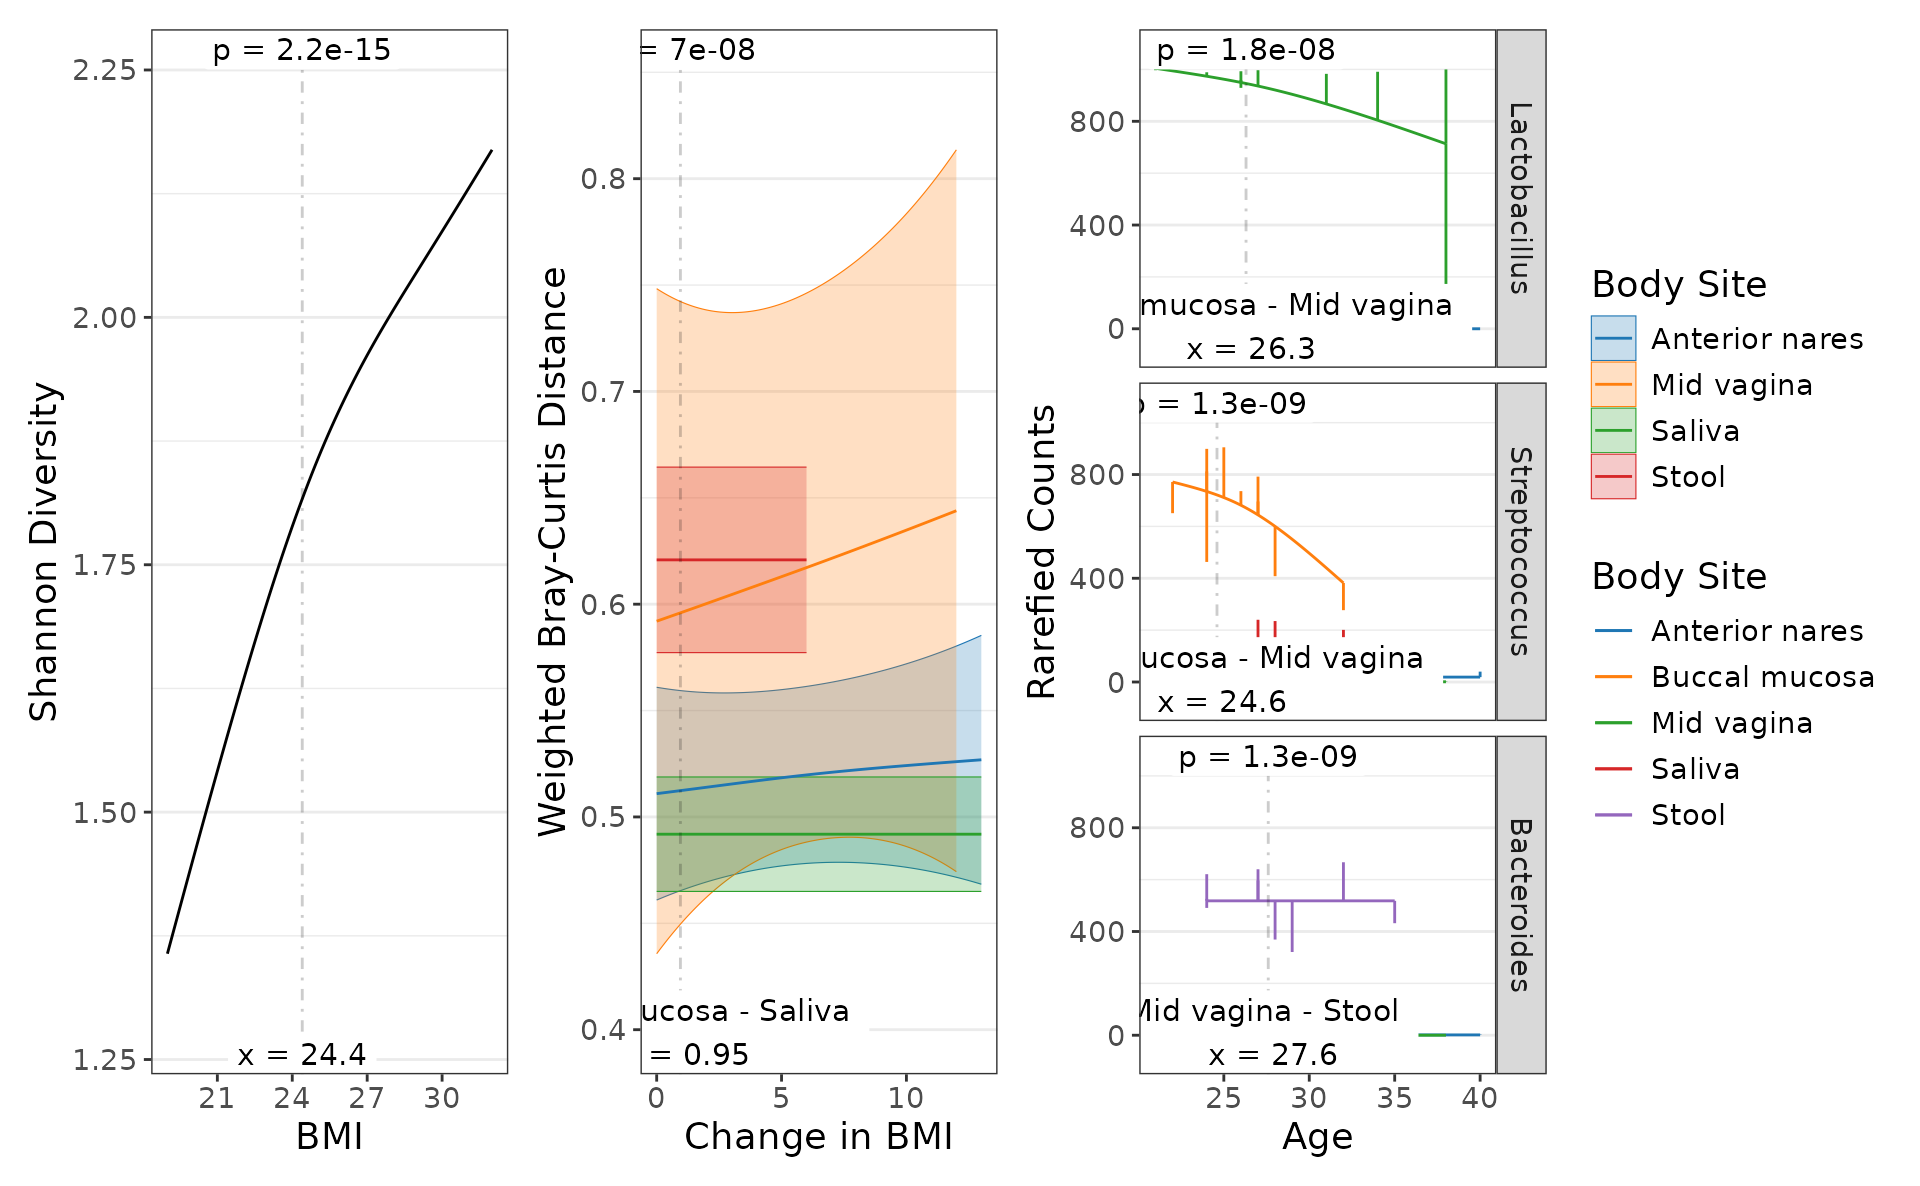 Shannon Diversity
2.25
2.00
1.75
1.50
1.25
p = 2.2e-15
x = 24.4
21 24 27 30
BMI
Weighted Bray-Curtis Distance
0.8
0.7
0.6
0.5
0.4
= 7e-08
ucosa - Saliva
= 0.95
0 5 10
Change in BMI
Rarefied Counts
800
400
0
p = 1.8e-08
mucosa - Mid vagina
x = 26.3
Lactobacillus
800
400
0
p = 1.3e-09
ucosa - Mid vagina
x = 24.6
Streptococcus
800
400
0
p = 1.3e-09
Mid vagina - Stool
x = 27.6
Bacteroides
25 30 35 40
Age
Body Site
Anterior nares
Mid vagina
Saliva
Stool
Body Site
Anterior nares
Buccal mucosa
Mid vagina
Saliva
Stool